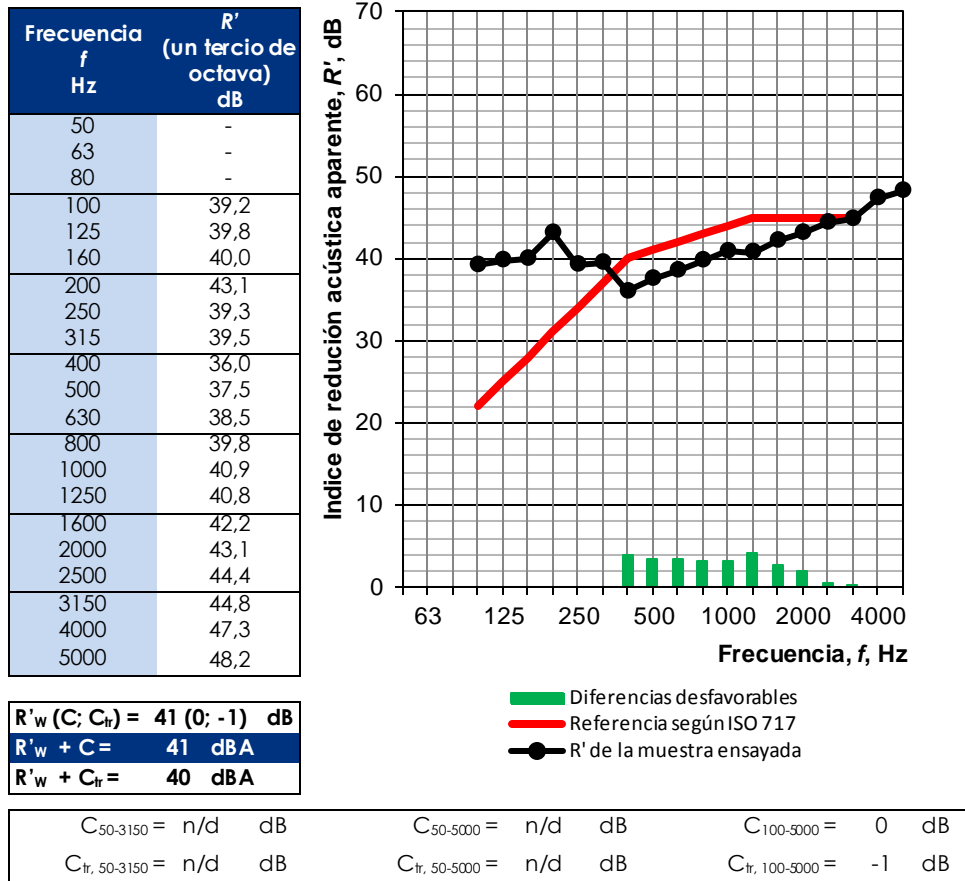 Frecuencia
f
Hz
R'
(un tercio de
octava)
dB
50 -
63 -
80 -
100 39,2
125 39,8
160 40,0
200 43,1
250 39,3
315 39,5
400 36,0
500 37,5
630 38,5
800 39,8
1000 40,9
1250 40,8
1600 42,2
2000 43,1
2500 44,4
3150 44,8
4000 47,3
5000 48,2
R'w (C; Ctr) = 41 (0; -1) dB
R'w + C = 41 dBA
R'w + Ctr = 40 dBA
Indice de redución acústica aparente, R', dB
70
60
50
40
30
20
10
0
63 125 250 500 1000 2000 4000
Frecuencia, f, Hz
Diferencias desfavorables
Referencia según ISO 717
R' de la muestra ensayada
C50-3150 = n/d dB C50-5000 = n/d dB C100-5000 = 0 dB
Ctr, 50-3150 = n/d dB Ctr, 50-5000 = n/d dB Ctr, 100-5000 = -1 dB